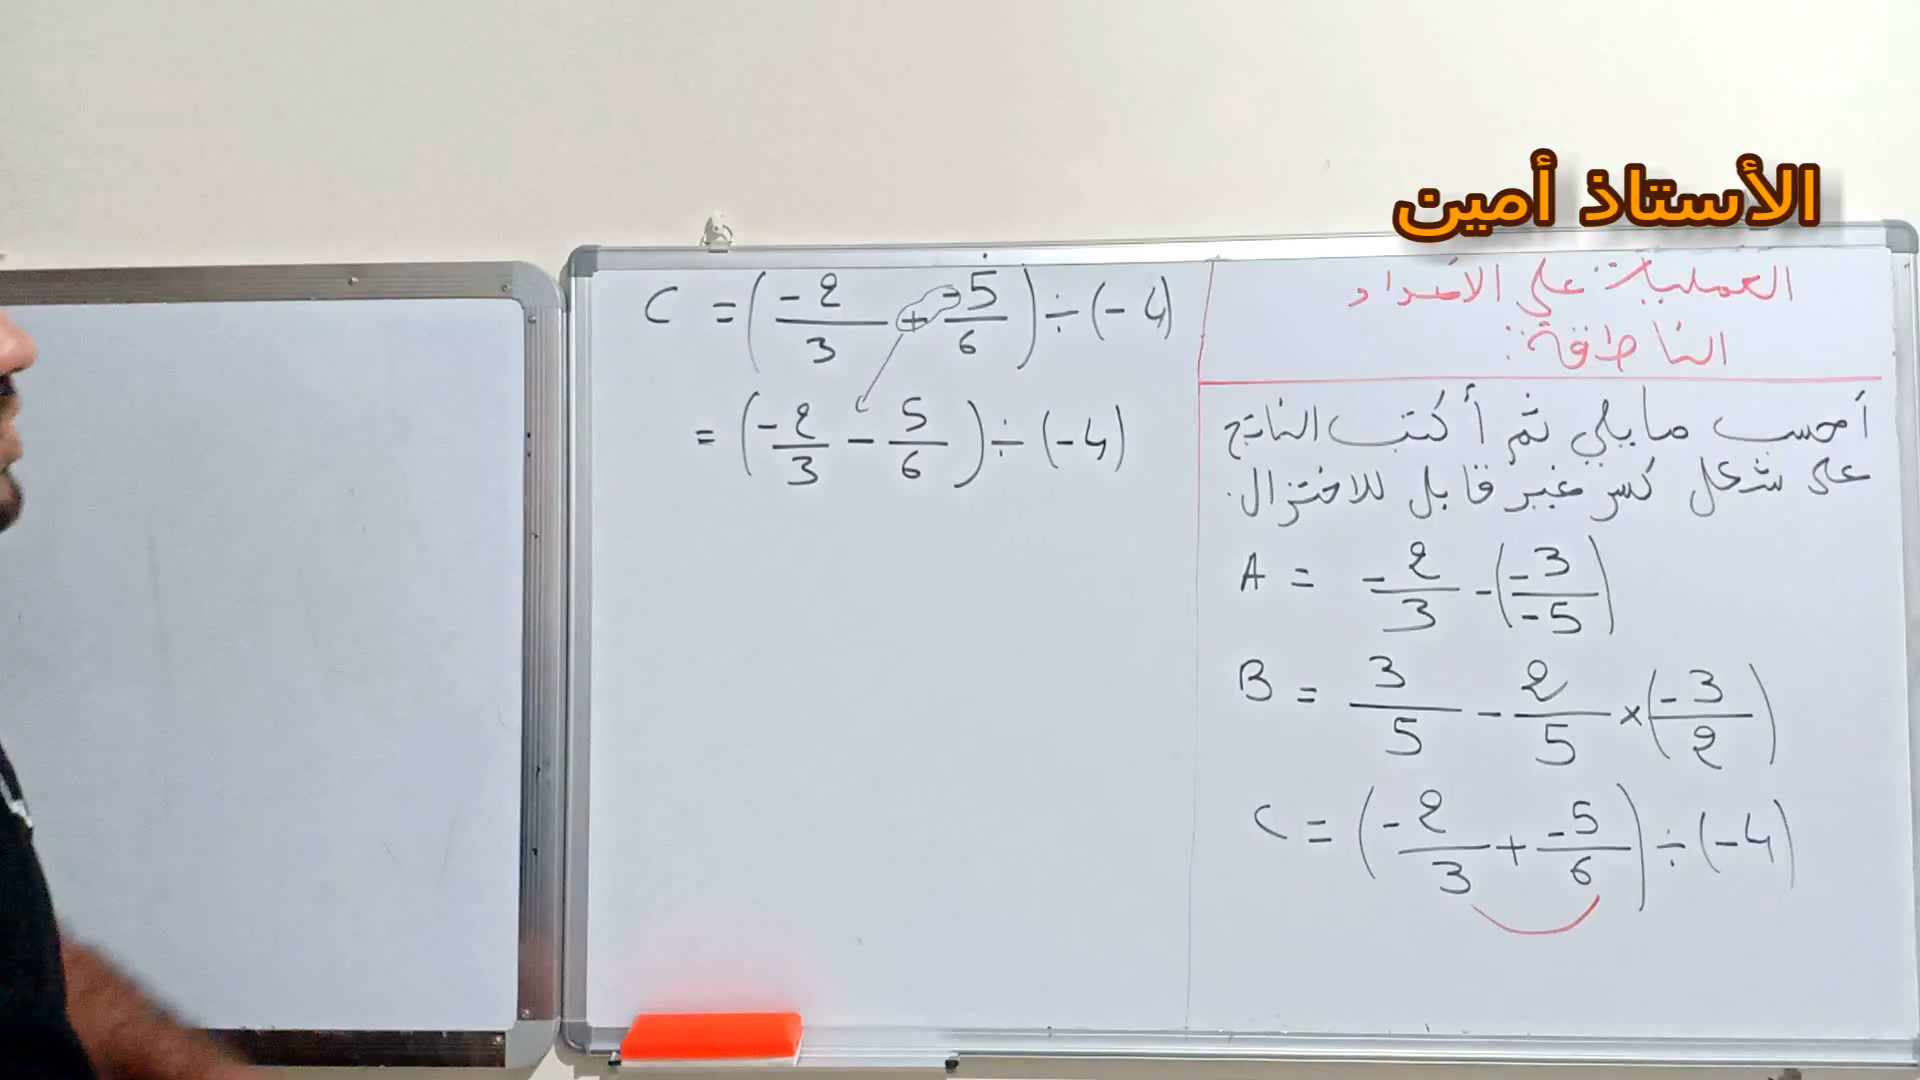 الأستاذ أمين
العمليات على الأعداد
الناطقة:
أحسب ما يلي ثم أكتب الناتج
على شكل كسر غير قابل للاختزال.
A = -2/3 - (-3/-5)
B = 3/5 - 2/5 × (-3/2)
C = (-2/3 + -5/6) ÷ (-4)
C = (-2/3 + -5/6) ÷ (-4)
= (-2/3 - 5/6) ÷ (-4)